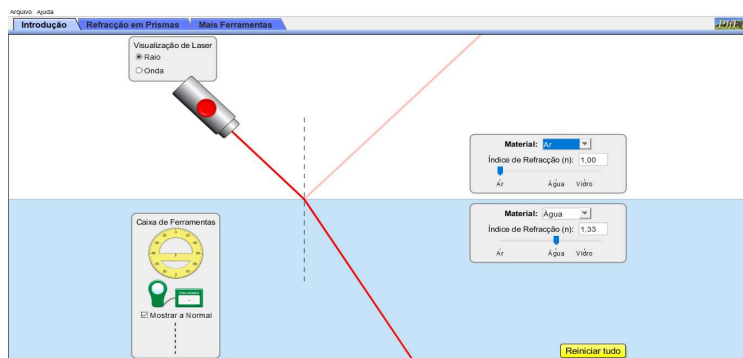 Arquivo Ajuda
Introdução Refracção em Prismas Mais Ferramentas
Visualização de Laser
Raio
Onda
Material: Ar
Índice de Refracção (n): 1,00
Ar Água Vidro
Material: Água
Índice de Refracção (n): 1,33
Ar Água Vidro
Caixa de Ferramentas
Mostrar a Normal
Reiniciar tudo